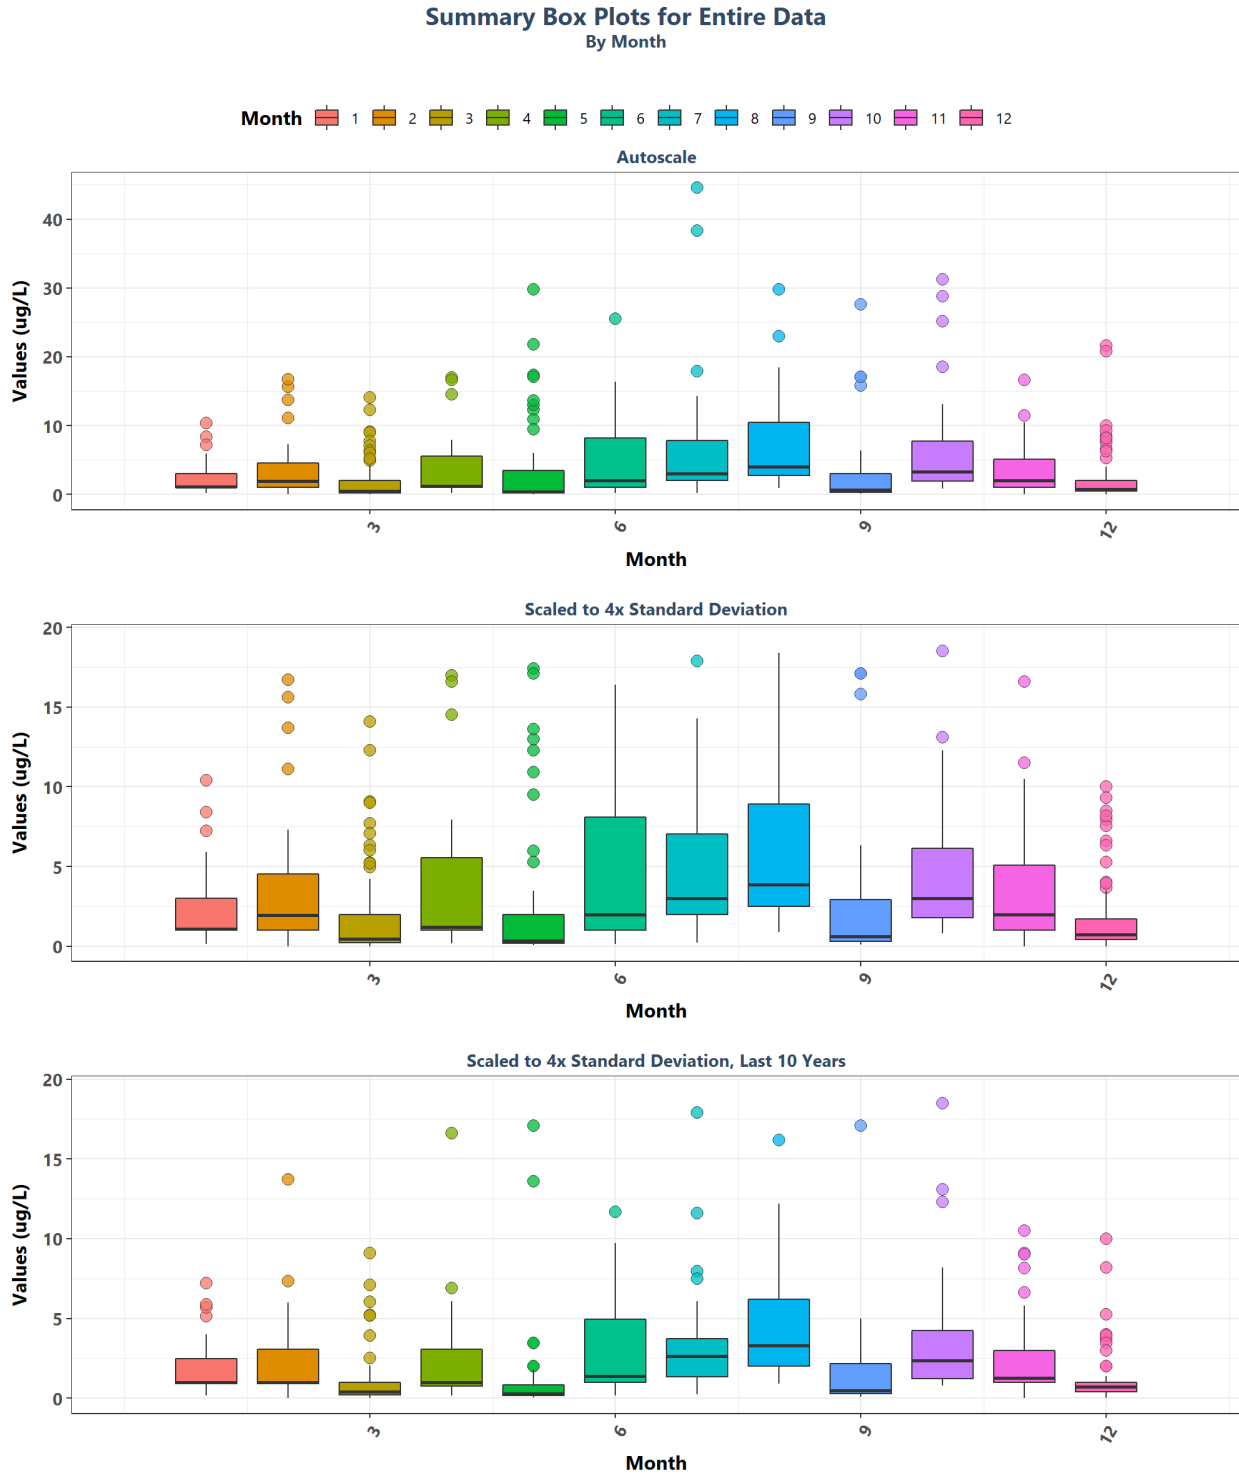 Summary Box Plots for Entire Data
By Month
Month 1 2 3 4 5 6 7 8 9 10 11 12
Autoscale
Values (ug/L)
40
30
20
10
0
3 6 9 12
Month
Scaled to 4x Standard Deviation
Values (ug/L)
20
15
10
5
0
3 6 9 12
Month
Scaled to 4x Standard Deviation, Last 10 Years
Values (ug/L)
20
15
10
5
0
3 6 9 12
Month